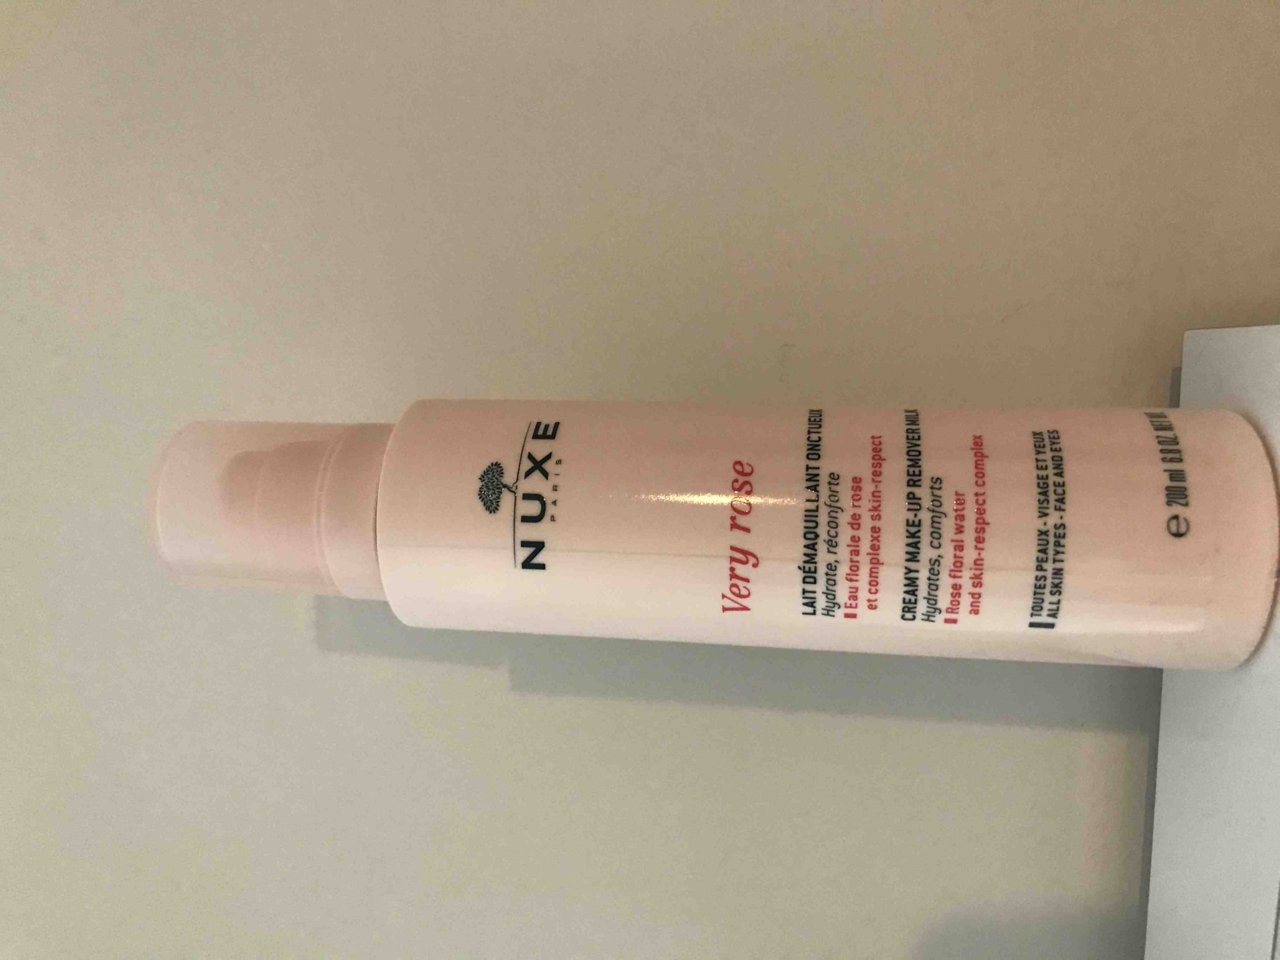 NUXE
PARIS
Very rose
LAIT DÉMAQUILLANT ONCTUEUX
Hydrate, réconforte
Eau florale de rose
et complexe skin-respect
CREAMY MAKE-UP REMOVER MILK
Hydrates, comforts
Rose floral water
and skin-respect complex
TOUTES PEAUX - VISAGE ET YEUX
ALL SKIN TYPES - FACE AND EYES
℮ 200 ml 6.8 OZ. NET